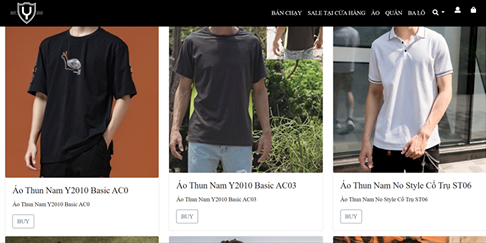 Y
BÁN CHẠY SALE TẠI CỬA HÀNG ÁO QUẦN BA LÔ
Áo Thun Nam Y2010 Basic AC0
Áo Thun Nam Y2010 Basic AC0
BUY
Áo Thun Nam Y2010 Basic AC03
Áo Thun Nam Y2010 Basic AC03
BUY
Áo Thun Nam No Style Cổ Trụ ST06
Áo Thun Nam No Style Cổ Trụ ST06
BUY